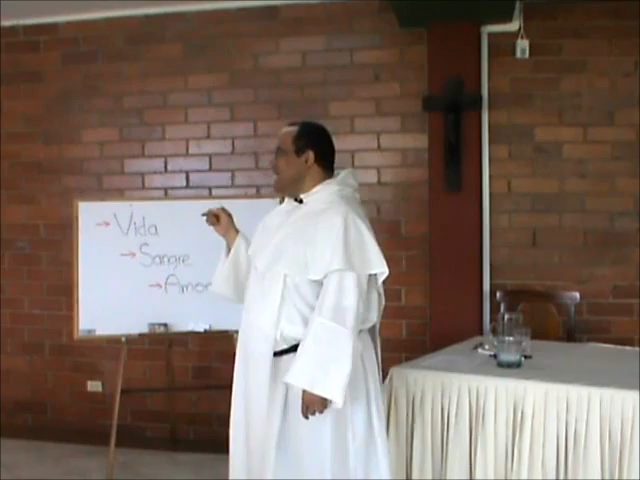 → Vida
→ Sangre
→ Amor